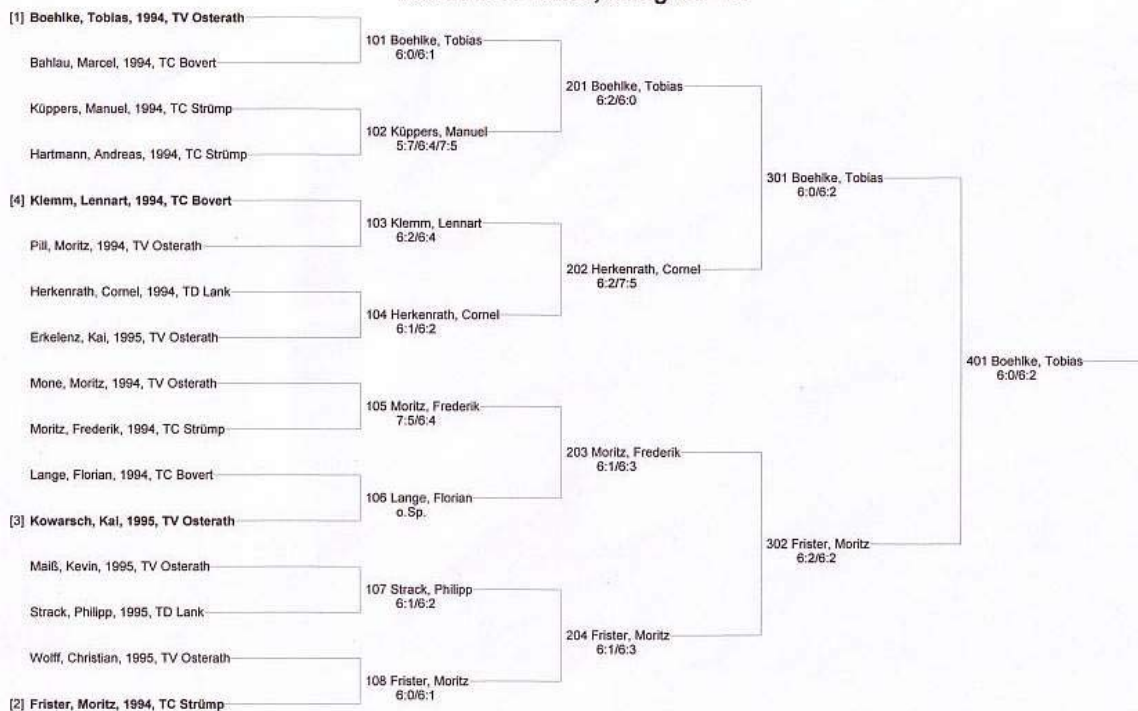 [1] Boehlke, Tobias, 1994, TV Osterath
Bahlau, Marcel, 1994, TC Bovert
Küppers, Manuel, 1994, TC Strümp
Hartmann, Andreas, 1994, TC Strümp
[4] Klemm, Lennart, 1994, TC Bovert
Pill, Moritz, 1994, TV Osterath
Herkenrath, Cornel, 1994, TD Lank
Erkelenz, Kai, 1995, TV Osterath
Mone, Moritz, 1994, TV Osterath
Moritz, Frederik, 1994, TC Strümp
Lange, Florian, 1994, TC Bovert
[3] Kowarsch, Kai, 1995, TV Osterath
Maiß, Kevin, 1995, TV Osterath
Strack, Philipp, 1995, TD Lank
Wolff, Christian, 1995, TV Osterath
[2] Frister, Moritz, 1994, TC Strümp
101 Boehlke, Tobias
6:0/6:1
102 Küppers, Manuel
5:7/6:4/7:5
103 Klemm, Lennart
6:2/6:4
104 Herkenrath, Cornel
6:1/6:2
105 Moritz, Frederik
7:5/6:4
106 Lange, Florian
o.Sp.
107 Strack, Philipp
6:1/6:2
108 Frister, Moritz
6:0/6:1
201 Boehlke, Tobias
6:2/6:0
202 Herkenrath, Cornel
6:2/7:5
203 Moritz, Frederik
6:1/6:3
204 Frister, Moritz
6:1/6:3
301 Boehlke, Tobias
6:0/6:2
302 Frister, Moritz
6:2/6:2
401 Boehlke, Tobias
6:0/6:2